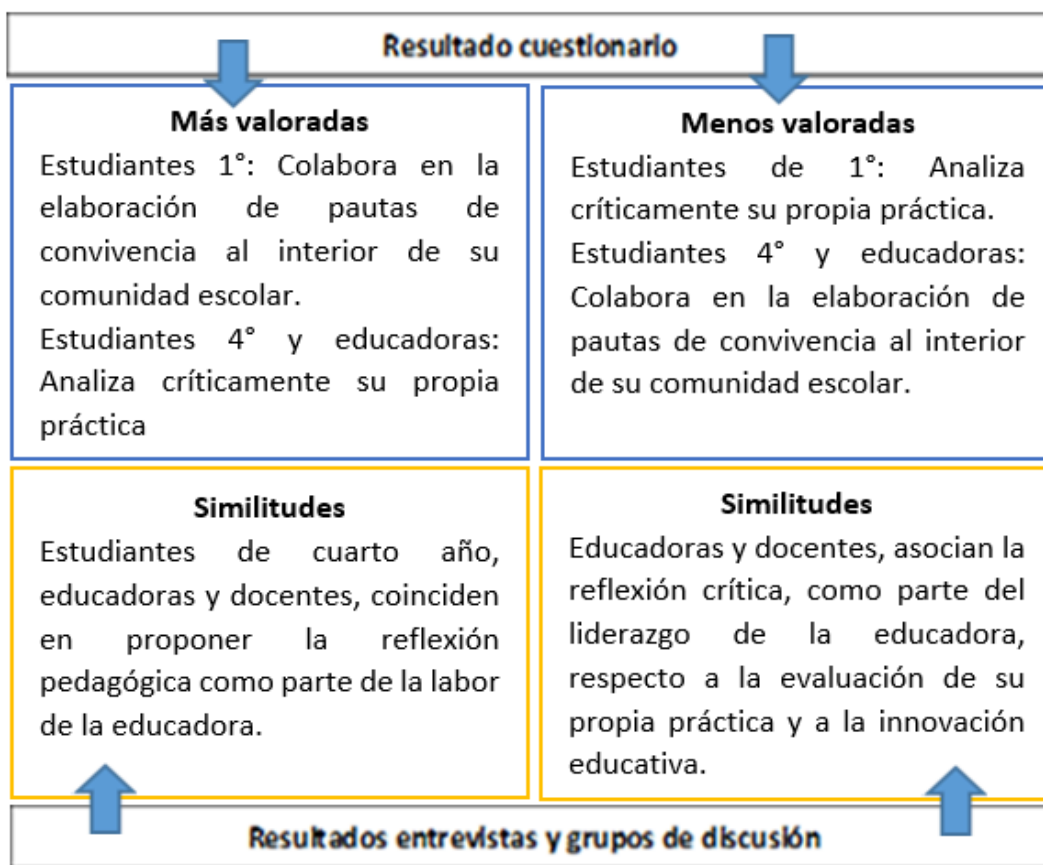 Resultado cuestionario
Más valoradas
Estudiantes 1°: Colabora en la
elaboración de pautas de
convivencia al interior de su
comunidad escolar.
Estudiantes 4° y educadoras:
Analiza críticamente su propia
práctica
Menos valoradas
Estudiantes de 1°: Analiza
críticamente su propia práctica.
Estudiantes 4° y educadoras:
Colabora en la elaboración de
pautas de convivencia al interior
de su comunidad escolar.
Similitudes
Estudiantes de cuarto año,
educadoras y docentes, coinciden
en proponer la reflexión
pedagógica como parte de la labor
de la educadora.
Similitudes
Educadoras y docentes, asocian la
reflexión crítica, como parte del
liderazgo de la educadora,
respecto a la evaluación de su
propia práctica y a la innovación
educativa.
Resultados entrevistas y grupos de discusión